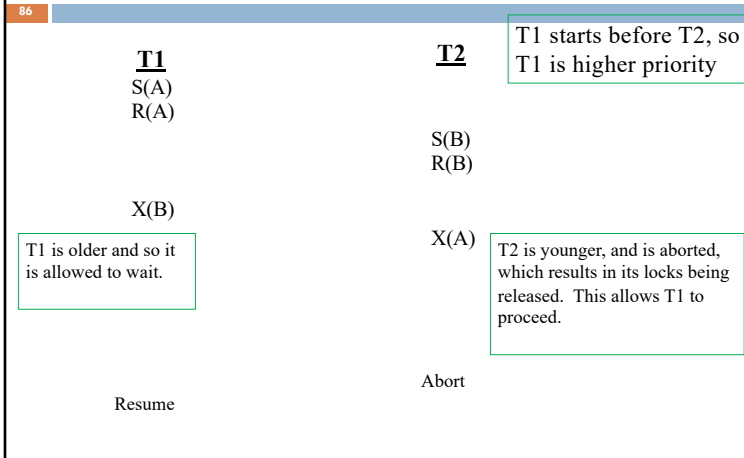 86
T1 starts before T2, so
T1 is higher priority
T1
T2
S(A)
R(A)
S(B)
R(B)
X(B)
X(A)
T1 is older and so it
is allowed to wait.
T2 is younger, and is aborted,
which results in its locks being
released. This allows T1 to
proceed.
Abort
Resume